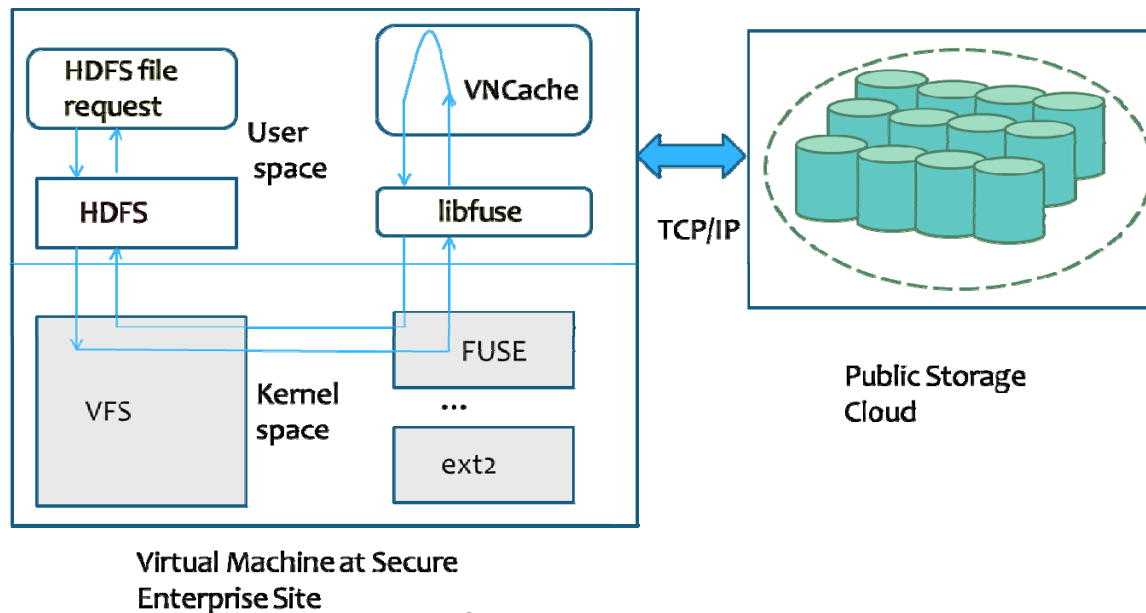 HDFS file
request
User
space
VNCache
HDFS
libfuse
TCP/IP
VFS
Kernel
space
FUSE
...
ext2
Public Storage
Cloud
Virtual Machine at Secure
Enterprise Site